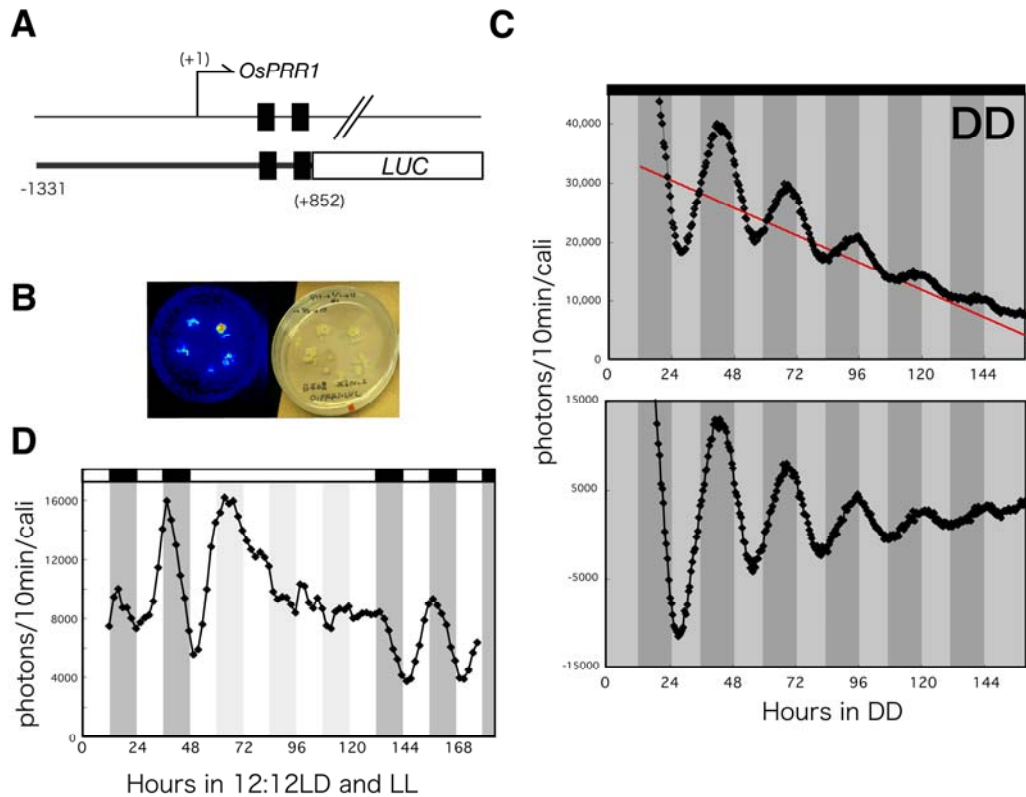 A
(+1)
OsPRR1
LUC
-1331
(+852)
B
C
DD
40,000
30,000
20,000
10,000
0
0 24 48 72 96 120 144
photons/10min/cali
15000
5000
-5000
-15000
0 24 48 72 96 120 144
Hours in DD
D
16000
12000
8000
4000
0
0 24 48 72 96 120 144 168
photons/10min/cali
Hours in 12:12LD and LL